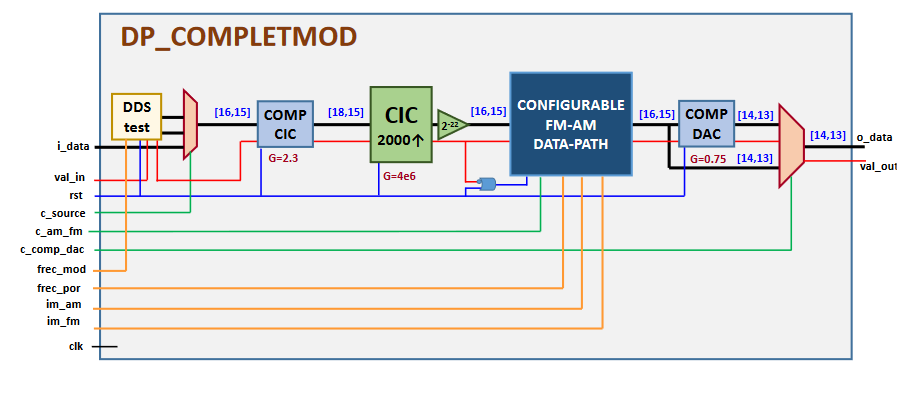 DP_COMPLETMOD
DDS
test
[16,15]
COMP
CIC
G=2.3
[18,15]
CIC
2000↑
G=4e6
2-22
[16,15]
CONFIGURABLE
FM-AM
DATA-PATH
[16,15]
COMP
DAC
G=0.75
[14,13]
[14,13]
[14,13]
o_data
val_out
i_data
val_in
rst
c_source
c_am_fm
c_comp_dac
frec_mod
frec_por
im_am
im_fm
clk